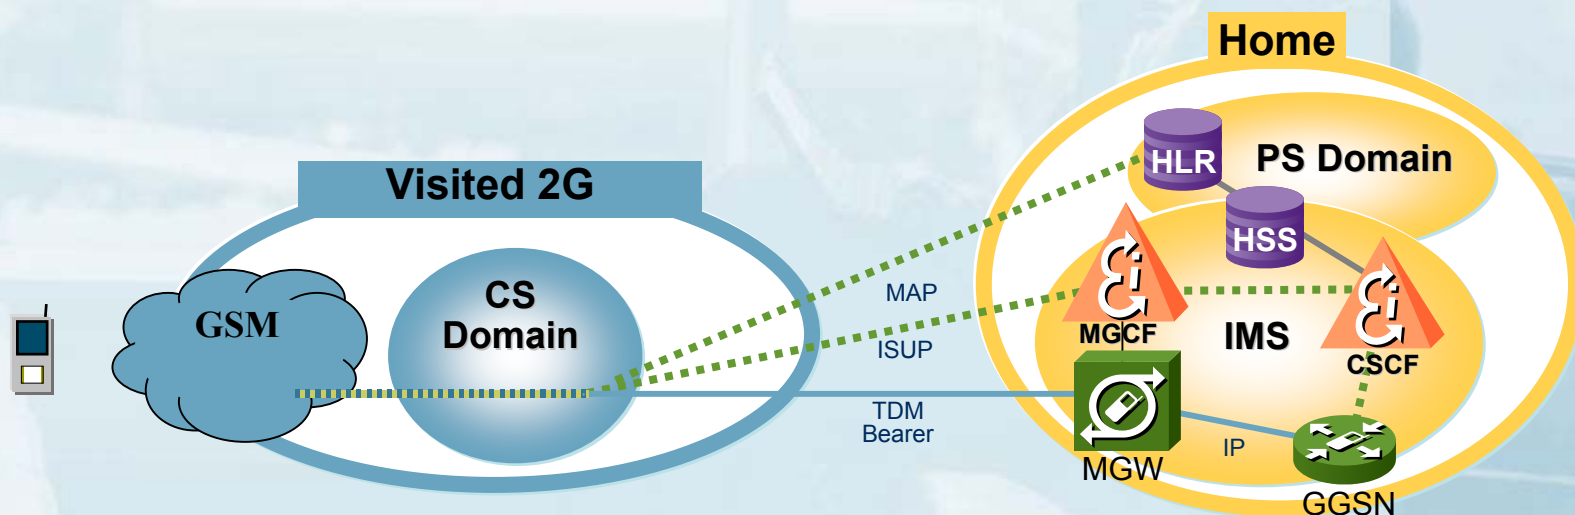 Home
HLR
PS Domain
Visited 2G
HSS
CS
Domain
MAP
GSM
MGCF
IMS
ISUP
CSCF
TDM
Bearer
IP
MGW
GGSN